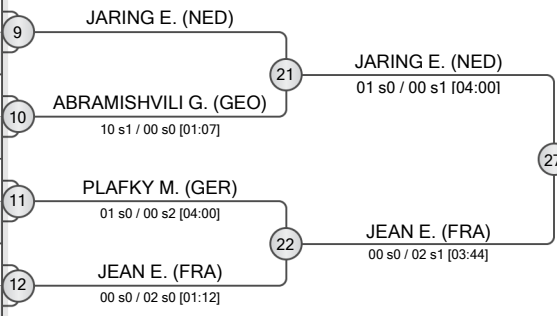 9
JARING E. (NED)
21
JARING E. (NED)
01 s0 / 00 s1 [04:00]
10
ABRAMISHVILI G. (GEO)
10 s1 / 00 s0 [01:07]
27
11
PLAFKY M. (GER)
01 s0 / 00 s2 [04:00]
22
JEAN E. (FRA)
00 s0 / 02 s1 [03:44]
12
JEAN E. (FRA)
00 s0 / 02 s0 [01:12]